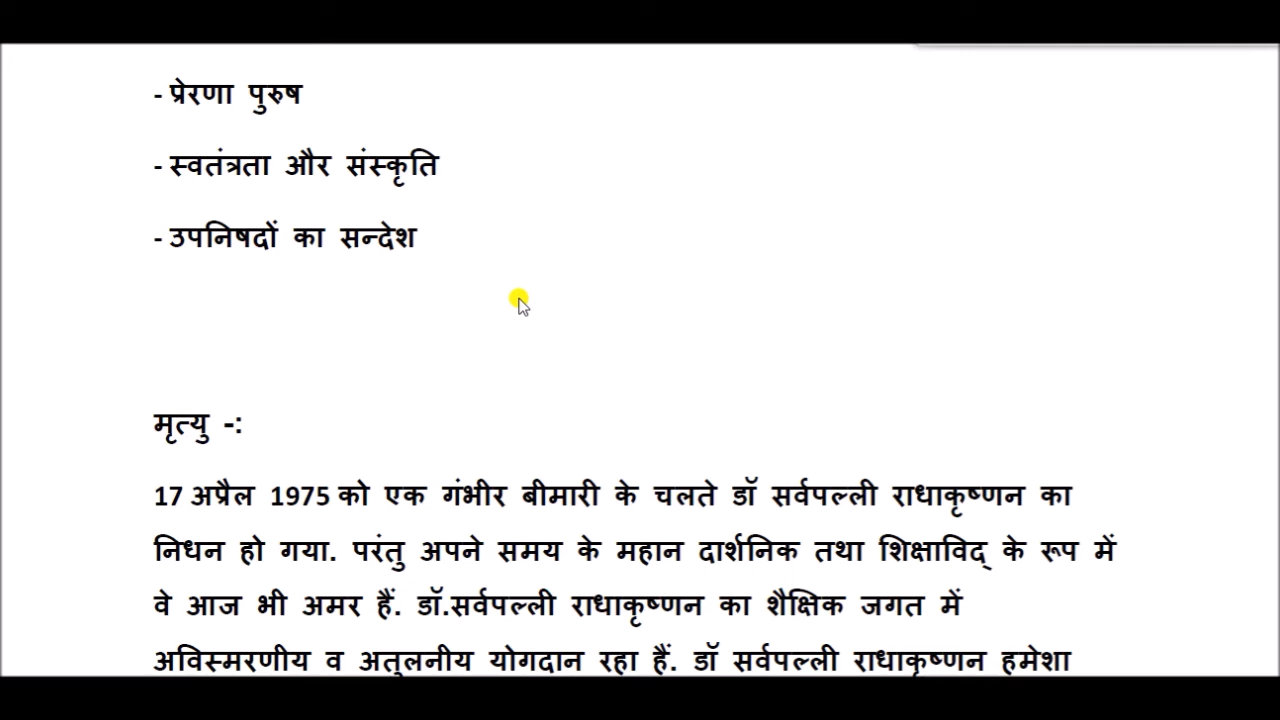 - प्रेरणा पुरुष
- स्वतंत्रता और संस्कृति
- उपनिषदों का सन्देश
मृत्यु -:
17 अप्रैल 1975 को एक गंभीर बीमारी के चलते डॉ सर्वपल्ली राधाकृष्णन का
निधन हो गया. परंतु अपने समय के महान दार्शनिक तथा शिक्षाविद् के रूप में
वे आज भी अमर हैं. डॉ.सर्वपल्ली राधाकृष्णन का शैक्षिक जगत में
अविस्मरणीय व अतुलनीय योगदान रहा हैं. डॉ सर्वपल्ली राधाकृष्णन हमेशा